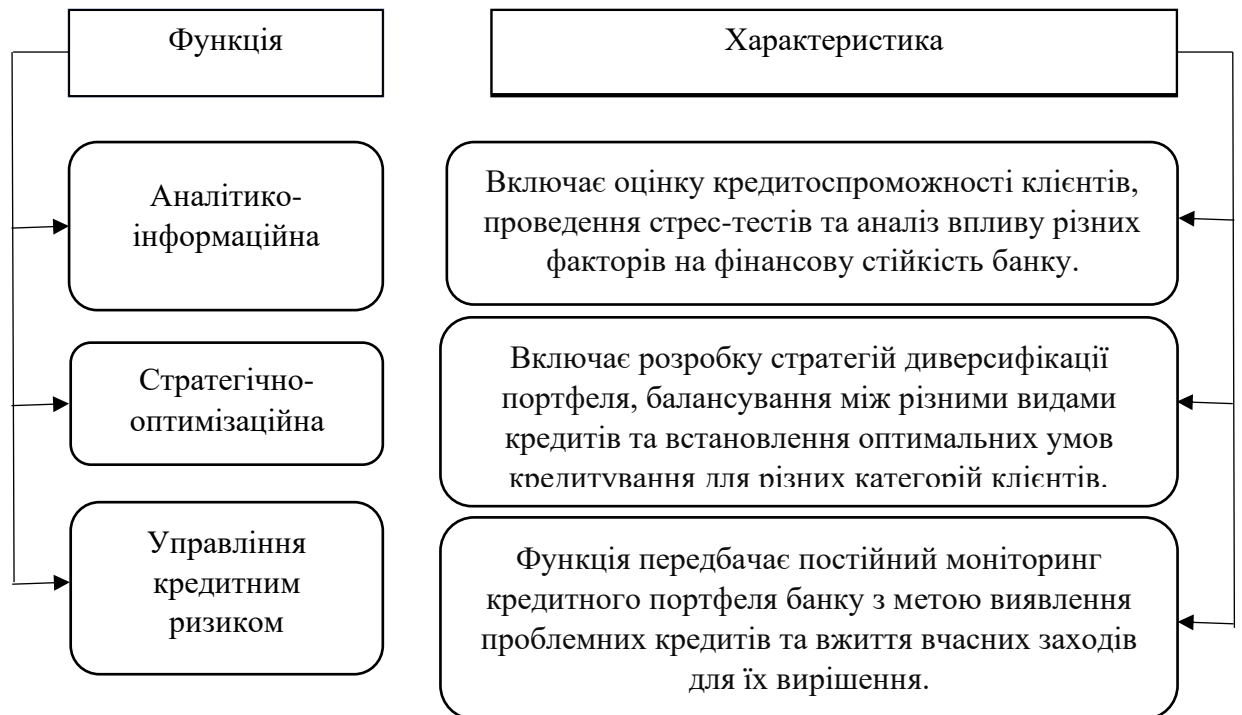 Функція
Характеристика
Аналітико-
інформаційна
Включає оцінку кредитоспроможності клієнтів,
проведення стрес-тестів та аналіз впливу різних
факторів на фінансову стійкість банку.
Стратегічно-
оптимізаційна
Включає розробку стратегій диверсифікації
портфеля, балансування між різними видами
кредитів та встановлення оптимальних умов
кредитування для різних категорій клієнтів.
Управління
кредитним
ризиком
Функція передбачає постійний моніторинг
кредитного портфеля банку з метою виявлення
проблемних кредитів та вжиття вчасних заходів
для їх вирішення.